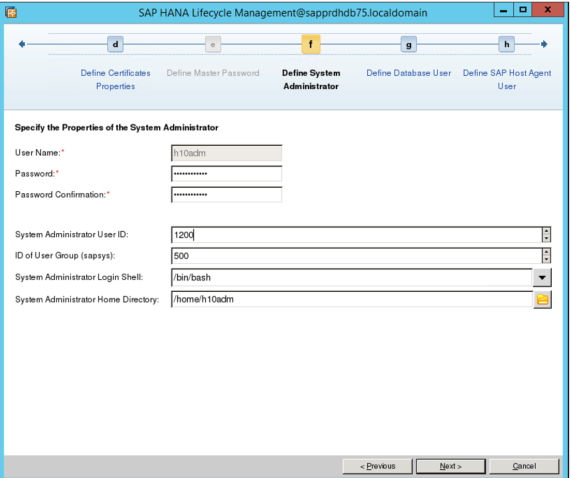 SAP HANA Lifecycle Management@sapprdhdb75.localdomain
d e f g h
Define Certificates Properties
Define Master Password
Define System Administrator
Define Database User
Define SAP Host Agent User
Specify the Properties of the System Administrator
User Name:* h10adm
Password:* ************
Password Confirmation:* ************
System Administrator User ID: 1200
ID of User Group (sapsys): 500
System Administrator Login Shell: /bin/bash
System Administrator Home Directory: /home/h10adm
< Previous Next > Cancel